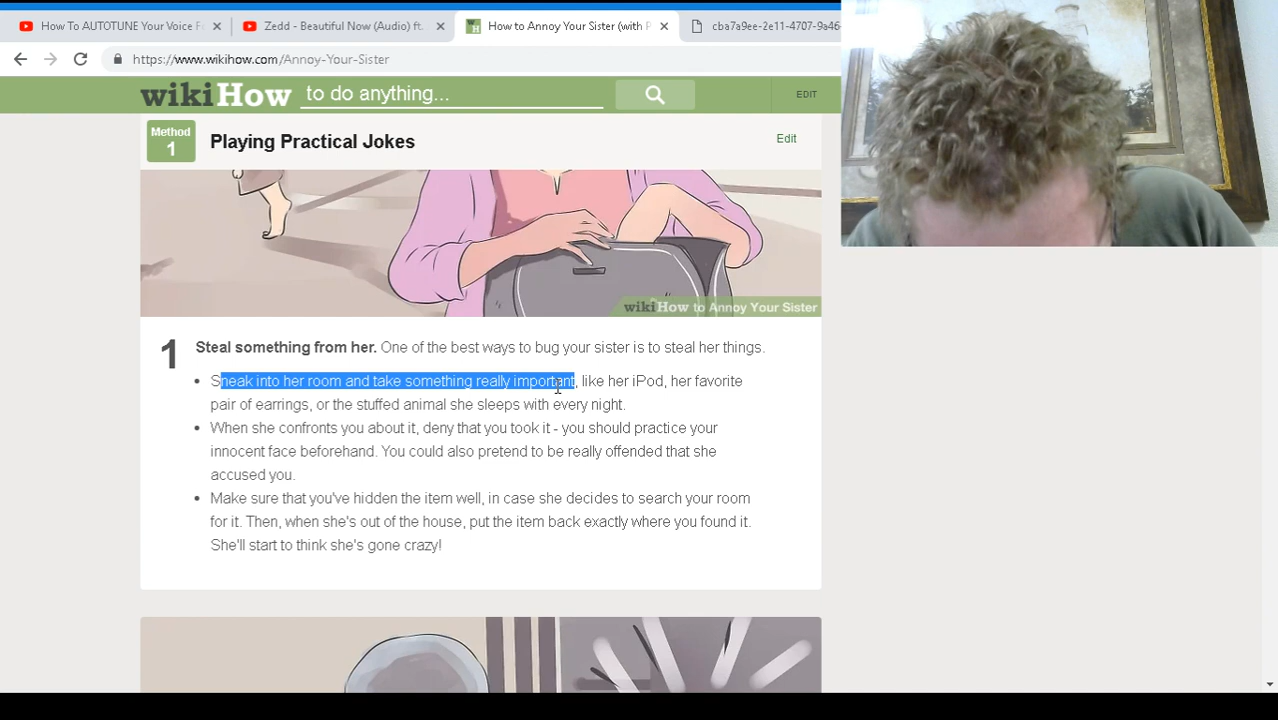 How To AUTOTUNE Your Voice F
Zedd - Beautiful Now (Audio) ft.
How to Annoy Your Sister (with P
cba7a9ee-2e11-4707-9a46-
https://www.wikihow.com/Annoy-Your-Sister
wikiHow to do anything...
EDIT
Method
1
Playing Practical Jokes
Edit
wikiHow to Annoy Your Sister
1 Steal something from her. One of the best ways to bug your sister is to steal her things.
• Sneak into her room and take something really important, like her iPod, her favorite
pair of earrings, or the stuffed animal she sleeps with every night.
• When she confronts you about it, deny that you took it - you should practice your
innocent face beforehand. You could also pretend to be really offended that she
accused you.
• Make sure that you've hidden the item well, in case she decides to search your room
for it. Then, when she's out of the house, put the item back exactly where you found it.
She'll start to think she's gone crazy!